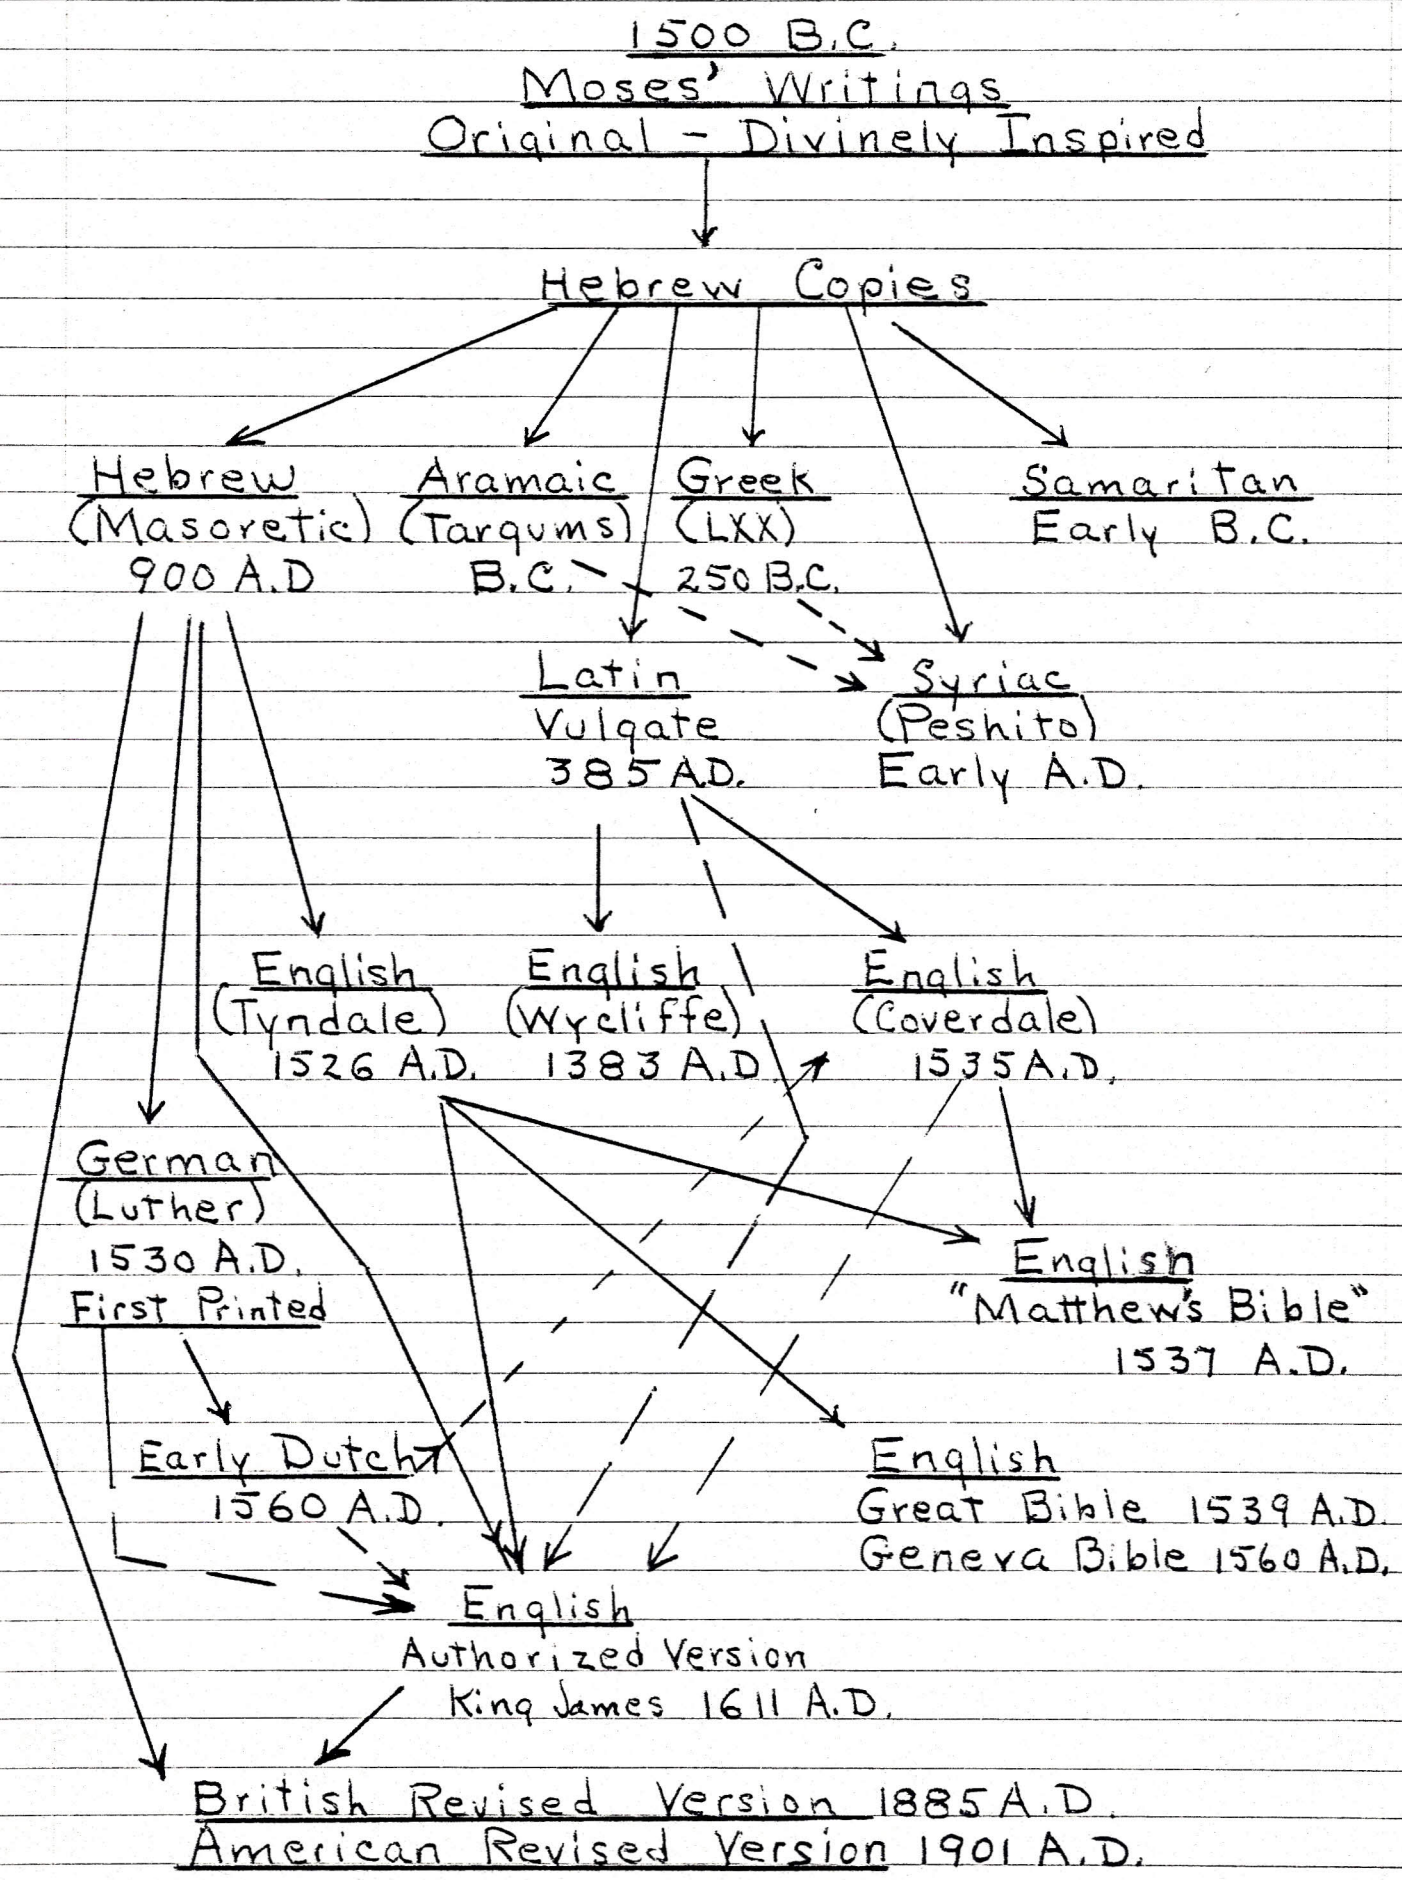 1500 B.C.
Moses' Writings
Original - Divinely Inspired
Hebrew Copies
Hebrew
(Masoretic)
900 A.D
Aramaic
(Targums)
B.C.
Greek
(LXX)
250 B.C.
Samaritan
Early B.C.
Latin
Vulgate
385 A.D.
Syriac
(Peshito)
Early A.D.
English
(Tyndale)
1526 A.D.
English
(Wycliffe)
1383 A.D.
English
(Coverdale)
1535 A.D.
German
(Luther)
1530 A.D.
First Printed
English
"Matthew's Bible"
1537 A.D.
Early Dutch
1560 A.D.
English
Great Bible 1539 A.D.
Geneva Bible 1560 A.D.
English
Authorized Version
King James 1611 A.D.
British Revised Version 1885 A.D.
American Revised Version 1901 A.D.